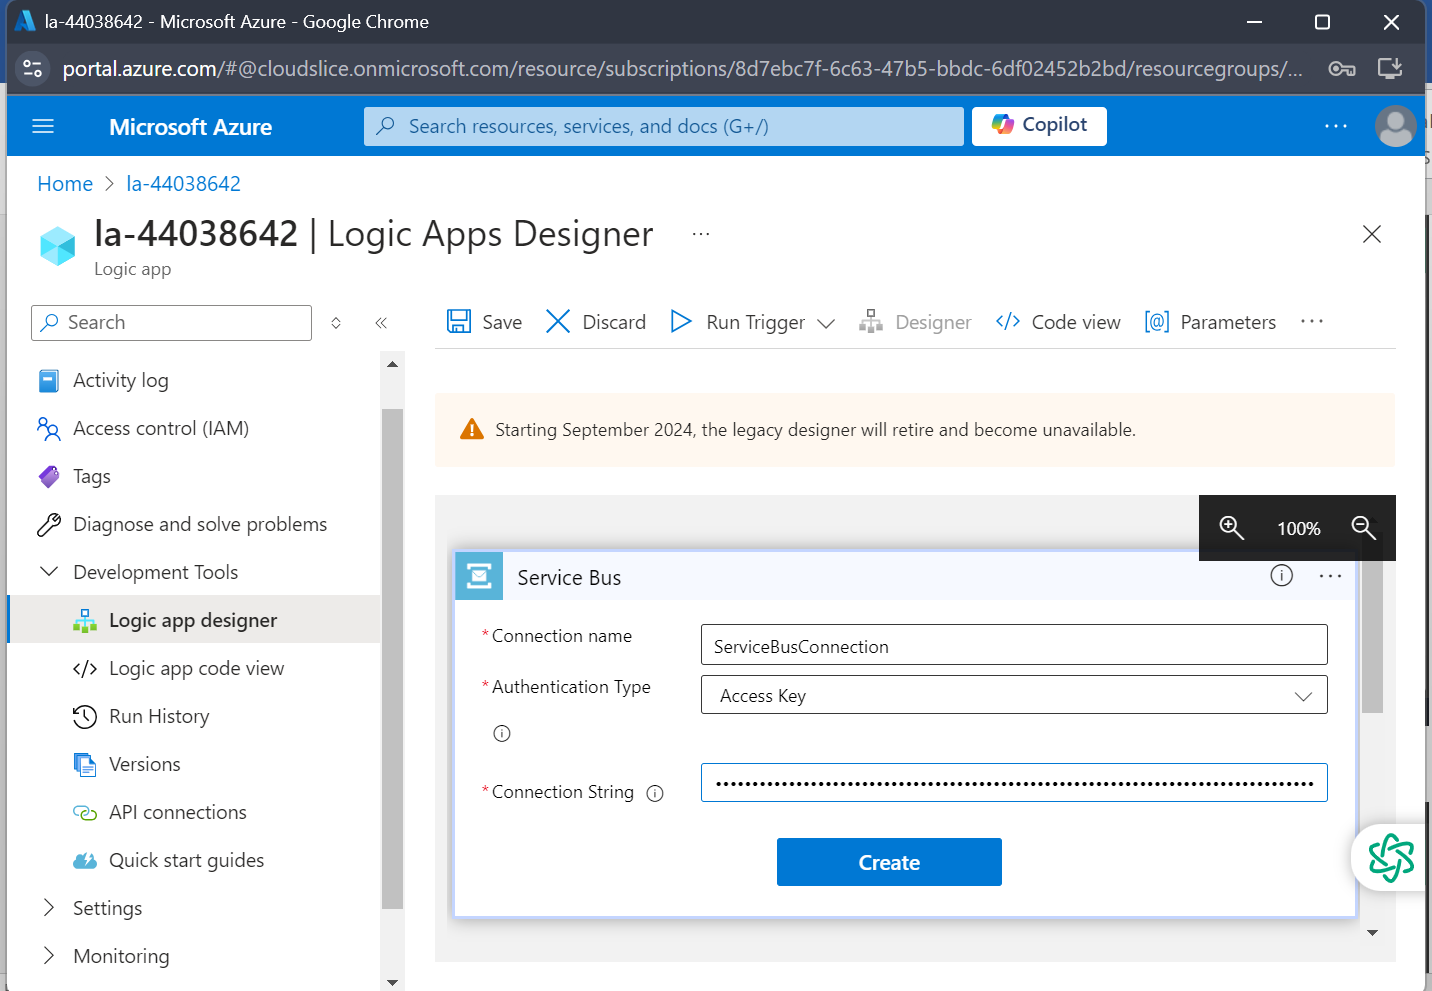 la-44038642 - Microsoft Azure - Google Chrome
portal.azure.com/#@cloudslice.onmicrosoft.com/resource/subscriptions/8d7ebc7f-6c63-47b5-bbdc-6df02452b2bd/resourcegroups/...
Microsoft Azure
Search resources, services, and docs (G+/)
Copilot
Home > la-44038642
la-44038642 | Logic Apps Designer
Logic app
Search
Save
Discard
Run Trigger
Designer
Code view
Parameters
Activity log
Access control (IAM)
Tags
Diagnose and solve problems
Development Tools
Logic app designer
Logic app code view
Run History
Versions
API connections
Quick start guides
Settings
Monitoring
Starting September 2024, the legacy designer will retire and become unavailable.
100%
Service Bus
*Connection name
ServiceBusConnection
*Authentication Type
Access Key
*Connection String
Create